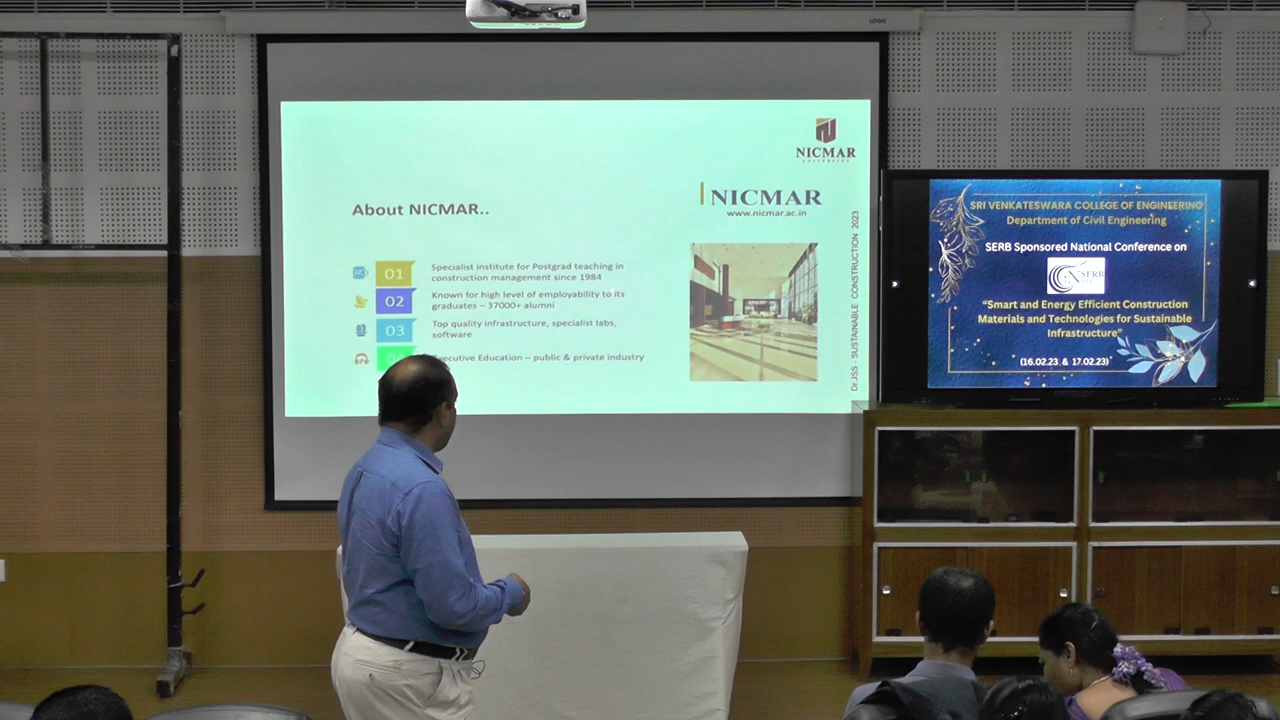 LOGIC
NICMAR
UNIVERSITY
NICMAR
www.nicmar.ac.in
About NICMAR..
01
Specialist institute for Postgrad teaching in
construction management since 1984
02
Known for high level of employability to its
graduates – 37000+ alumni
03
Top quality infrastructure, specialist labs,
software
Executive Education – public & private industry
Dr.JSS - SUSTAINABLE CONSTRUCTION 2023
SRI VENKATESWARA COLLEGE OF ENGINEERING
Department of Civil Engineering
SERB Sponsored National Conference on
SERB
“Smart and Energy Efficient Construction
Materials and Technologies for Sustainable
Infrastructure”
(16.02.23 & 17.02.23)